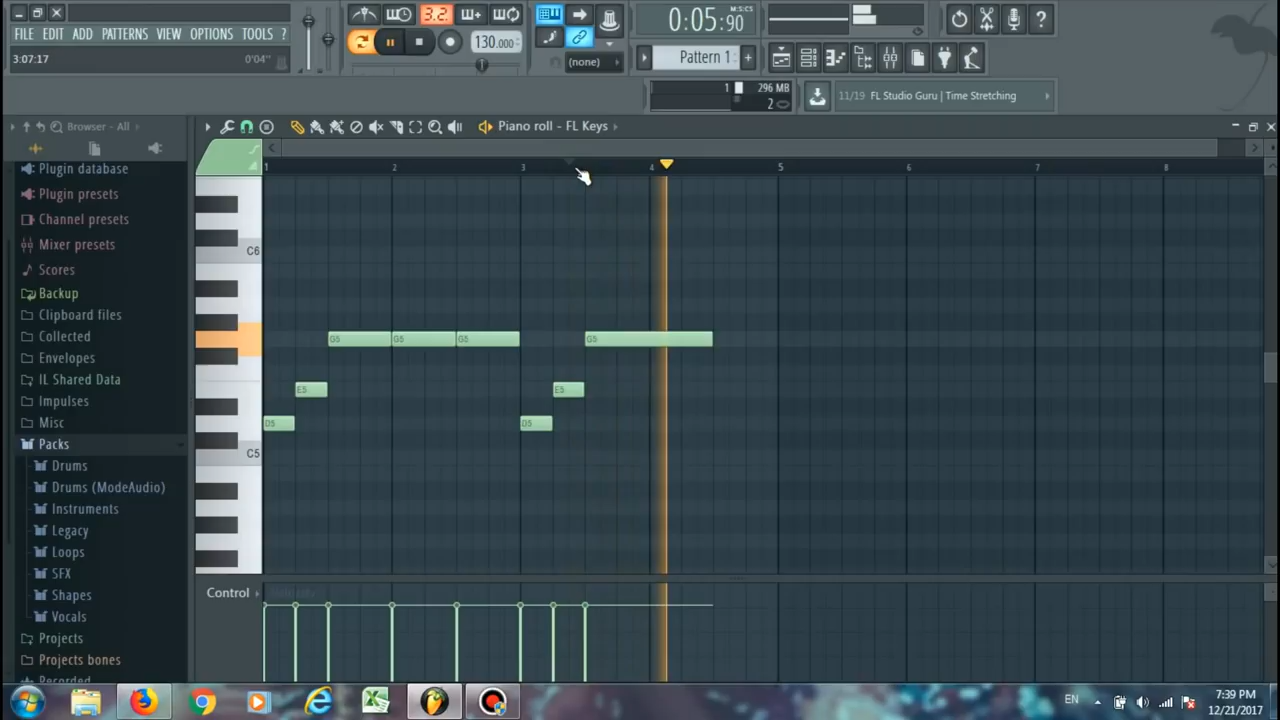 FILE EDIT ADD PATTERNS VIEW OPTIONS TOOLS ?
3:07:17 0'04"
3.2
130.000
(none)
0:05:90 M:S:CS
Pattern 1
1 296 MB
2
11/19 FL Studio Guru | Time Stretching
Browser - All
Piano roll - FL Keys
1 2 3 4 5 6 7 8
Plugin database
Plugin presets
Channel presets
Mixer presets
Scores
Backup
Clipboard files
Collected
Envelopes
IL Shared Data
Impulses
Misc
Packs
Drums
Drums (ModeAudio)
Instruments
Legacy
Loops
SFX
Shapes
Vocals
Projects
Projects bones
Recorded
C6
G5 G5 G5 G5
E5 E5
D5 D5
C5
Control
EN
7:39 PM
12/21/2017